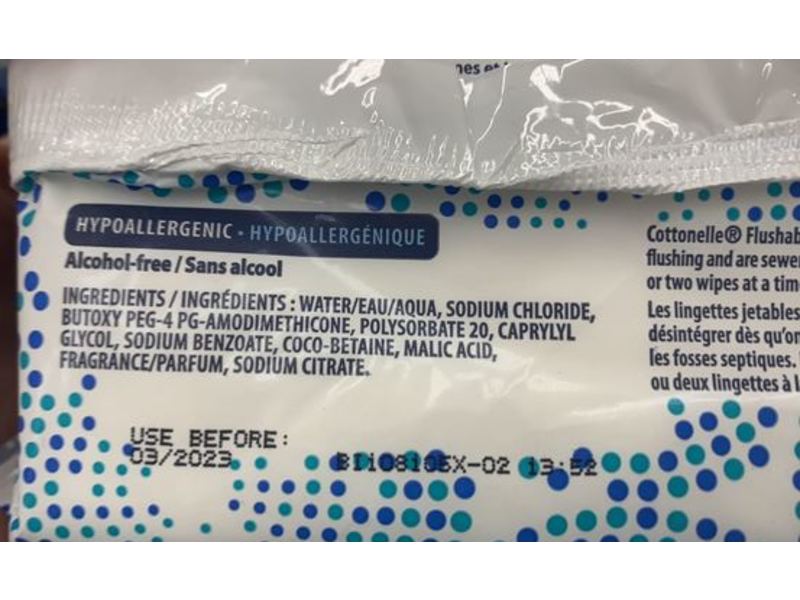 HYPOALLERGENIC • HYPOALLERGÉNIQUE
Alcohol-free / Sans alcool
INGREDIENTS / INGRÉDIENTS : WATER/EAU/AQUA, SODIUM CHLORIDE,
BUTOXY PEG-4 PG-AMODIMETHICONE, POLYSORBATE 20, CAPRYLYL
GLYCOL, SODIUM BENZOATE, COCO-BETAINE, MALIC ACID,
FRAGRANCE/PARFUM, SODIUM CITRATE.
USE BEFORE:
03/2023
13:52
Cottonelle® Flushab
flushing and are sewer
or two wipes at a tim
Les lingettes jetables
désintégrer dès qu'on
les fosses septiques.
ou deux lingettes à l